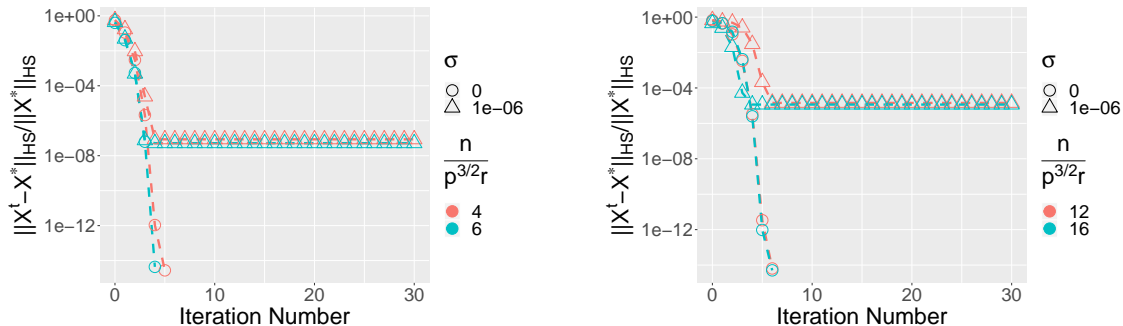 1e+00
1e−04
1e−08
1e−12
||X^t−X^*||_HS/||X^*||_HS
0
10
20
30
Iteration Number
σ
0
1e−06
n
p^{3/2}r
4
6
1e+00
1e−04
1e−08
1e−12
||X^t−X^*||_HS/||X^*||_HS
0
10
20
30
Iteration Number
σ
0
1e−06
n
p^{3/2}r
12
16